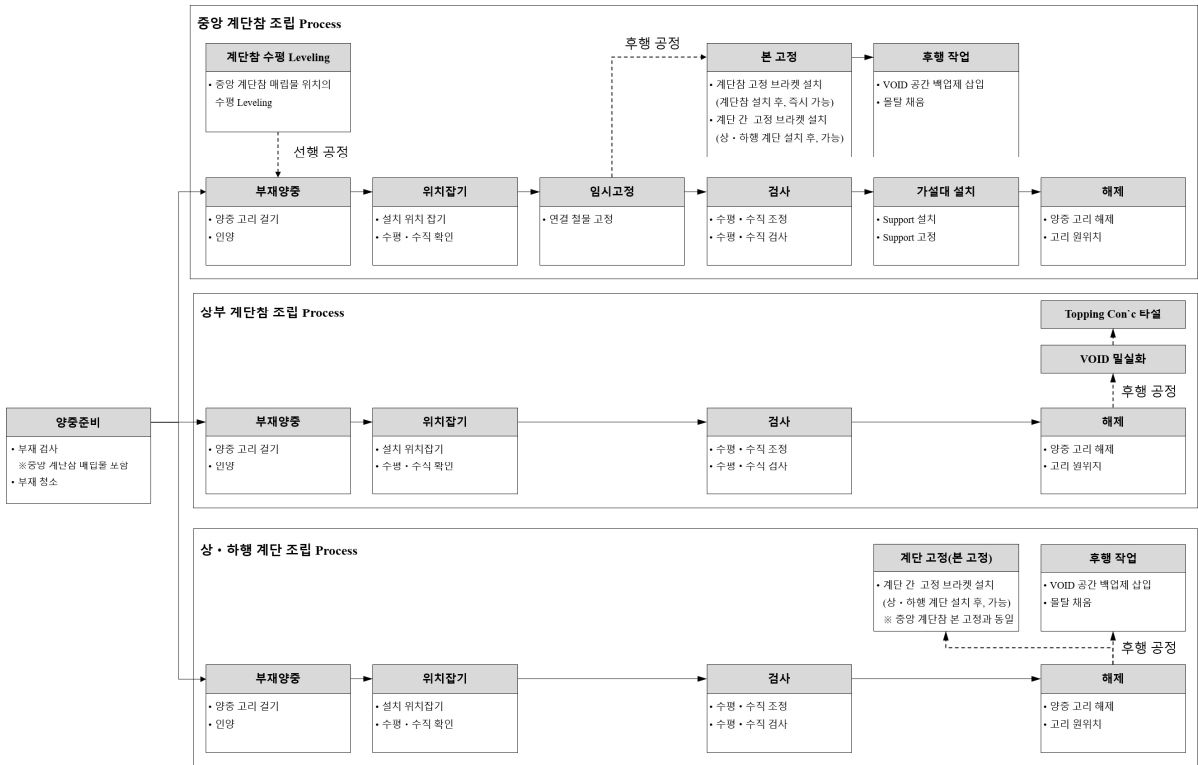 중앙 계단참 조립 Process
계단참 수평 Leveling
• 중앙 계단참 매립물 위치의
수평 Leveling
선행 공정
후행 공정
본 고정
• 계단참 고정 브라켓 설치
(계단참 설치 후, 즉시 가능)
• 계단 간 고정 브라켓 설치
(상・하행 계단 설치 후, 가능)
후행 작업
• VOID 공간 백업제 삽입
• 몰탈 채움
부재양중
• 양중 고리 걸기
• 인양
위치잡기
• 설치 위치 잡기
• 수평・수직 확인
임시고정
• 연결 철물 고정
검사
• 수평・수직 조정
• 수평・수직 검사
가설대 설치
• Support 설치
• Support 고정
해제
• 양중 고리 해제
• 고리 원위치
상부 계단참 조립 Process
Topping Con`c 타설
VOID 밀실화
후행 공정
양중준비
• 부재 검사
※중앙 계단참 매립물 포함
• 부재 청소
부재양중
• 양중 고리 걸기
• 인양
위치잡기
• 설치 위치잡기
• 수평・수직 확인
검사
• 수평・수직 조정
• 수평・수직 검사
해제
• 양중 고리 해제
• 고리 원위치
상・하행 계단 조립 Process
계단 고정(본 고정)
• 계단 간 고정 브라켓 설치
(상・하행 계단 설치 후, 가능)
※ 중앙 계단참 본 고정과 동일
후행 작업
• VOID 공간 백업제 삽입
• 몰탈 채움
후행 공정
부재양중
• 양중 고리 걸기
• 인양
위치잡기
• 설치 위치잡기
• 수평・수직 확인
검사
• 수평・수직 조정
• 수평・수직 검사
해제
• 양중 고리 해제
• 고리 원위치